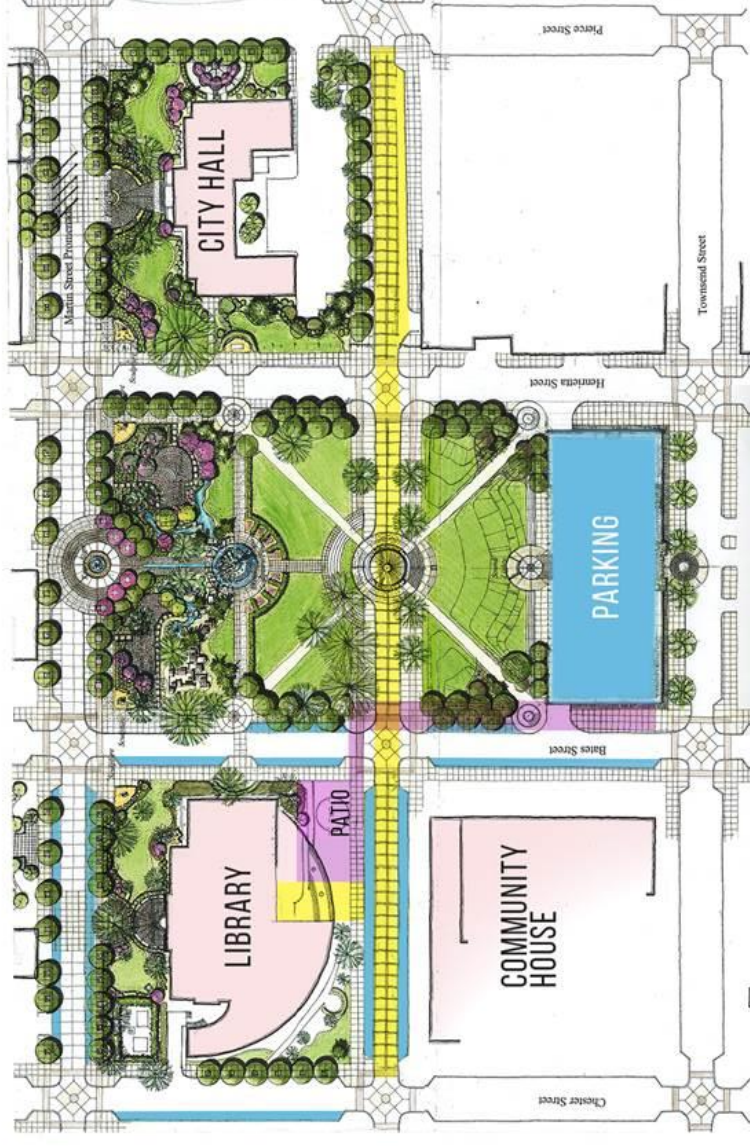 Pierce Street
CITY HALL
Martin Street Prom
Townsend Street
Henrietta Street
PARKING
Bates Street
PATIO
LIBRARY
COMMUNITY
HOUSE
Chester Street